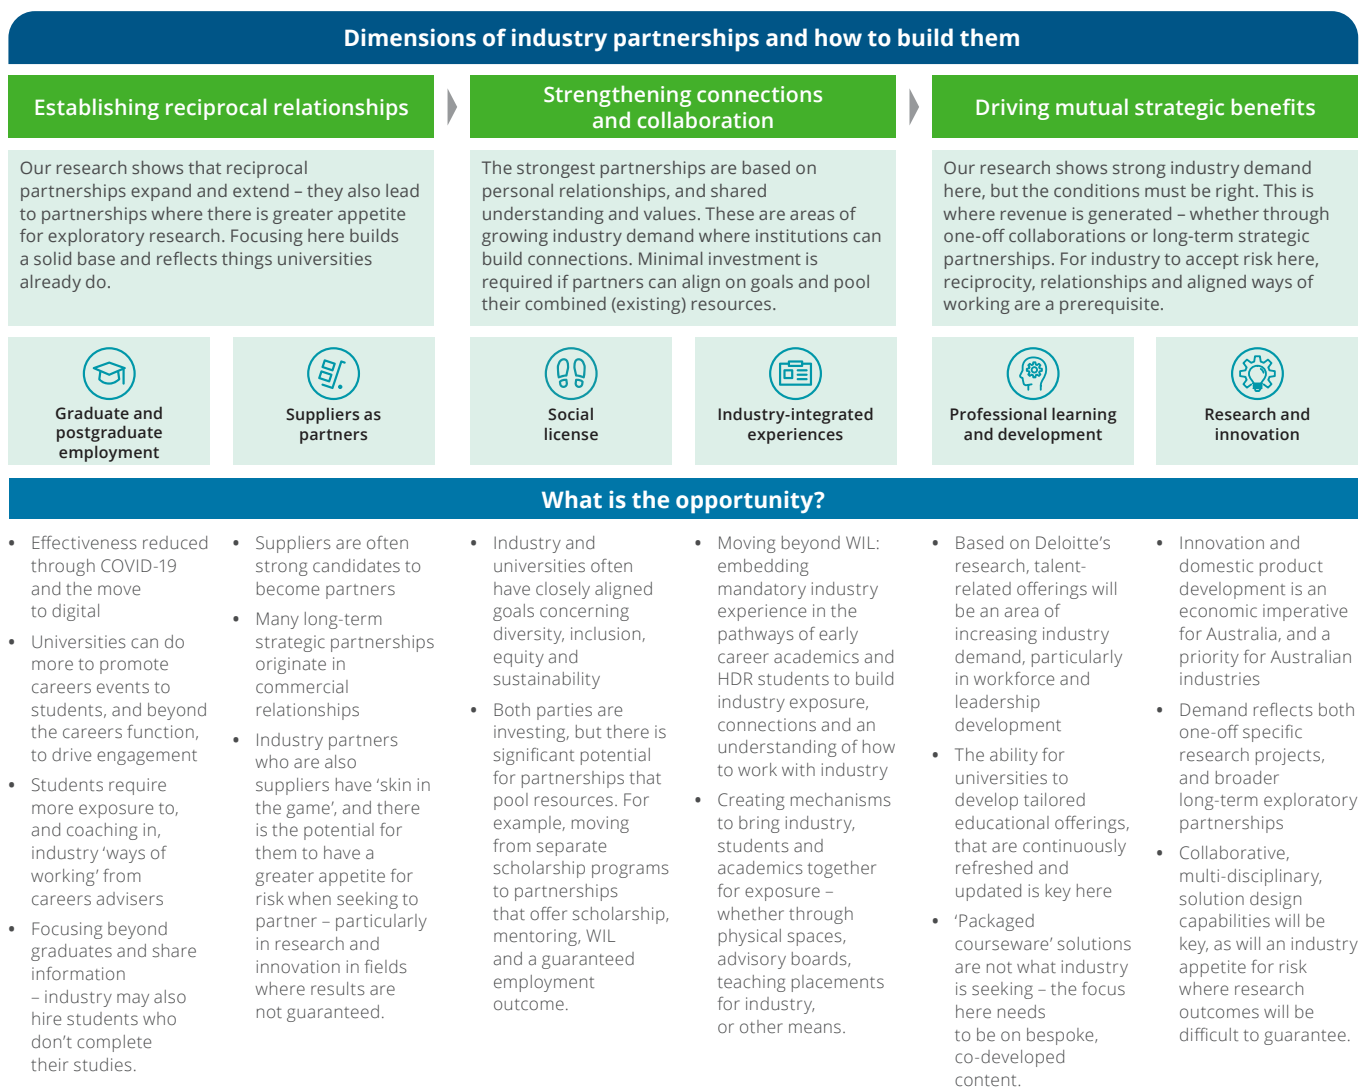 Dimensions of industry partnerships and how to build them
Establishing reciprocal relationships
Our research shows that reciprocal
partnerships expand and extend – they also lead
to partnerships where there is greater appetite
for exploratory research. Focusing here builds
a solid base and reflects things universities
already do.
Strengthening connections
and collaboration
The strongest partnerships are based on
personal relationships, and shared
understanding and values. These are areas of
growing industry demand where institutions can
build connections. Minimal investment is
required if partners can align on goals and pool
their combined (existing) resources.
Driving mutual strategic benefits
Our research shows strong industry demand
here, but the conditions must be right. This is
where revenue is generated – whether through
one-off collaborations or long-term strategic
partnerships. For industry to accept risk here,
reciprocity, relationships and aligned ways of
working are a prerequisite.
Graduate and
postgraduate
employment
Suppliers as
partners
Social
license
Industry-integrated
experiences
Professional learning
and development
Research and
innovation
What is the opportunity?
• Effectiveness reduced
through COVID-19
and the move
to digital
• Universities can do
more to promote
careers events to
students, and beyond
the careers function,
to drive engagement
• Students require
more exposure to,
and coaching in,
industry ‘ways of
working’ from
careers advisers
• Focusing beyond
graduates and share
information
– industry may also
hire students who
don’t complete
their studies.
• Suppliers are often
strong candidates to
become partners
• Many long-term
strategic partnerships
originate in
commercial
relationships
• Industry partners
who are also
suppliers have ‘skin in
the game’, and there
is the potential for
them to have a
greater appetite for
risk when seeking to
partner – particularly
in research and
innovation in fields
where results are
not guaranteed.
• Industry and
universities often
have closely aligned
goals concerning
diversity, inclusion,
equity and
sustainability
• Both parties are
investing, but there is
significant potential
for partnerships that
pool resources. For
example, moving
from separate
scholarship programs
to partnerships
that offer scholarship,
mentoring, WIL
and a guaranteed
employment
outcome.
• Moving beyond WIL:
embedding
mandatory industry
experience in the
pathways of early
career academics and
HDR students to build
industry exposure,
connections and an
understanding of how
to work with industry
• Creating mechanisms
to bring industry,
students and
academics together
for exposure –
whether through
physical spaces,
advisory boards,
teaching placements
for industry,
or other means.
• Based on Deloitte’s
research, talent-
related offerings will
be an area of
increasing industry
demand, particularly
in workforce and
leadership
development
• The ability for
universities to
develop tailored
educational offerings,
that are continuously
refreshed and
updated is key here
• ‘Packaged
courseware’ solutions
are not what industry
is seeking – the focus
here needs
to be on bespoke,
co-developed
content.
• Innovation and
domestic product
development is an
economic imperative
for Australia, and a
priority for Australian
industries
• Demand reflects both
one-off specific
research projects,
and broader
long-term exploratory
partnerships
• Collaborative,
multi-disciplinary,
solution design
capabilities will be
key, as will an industry
appetite for risk
where research
outcomes will be
difficult to guarantee.